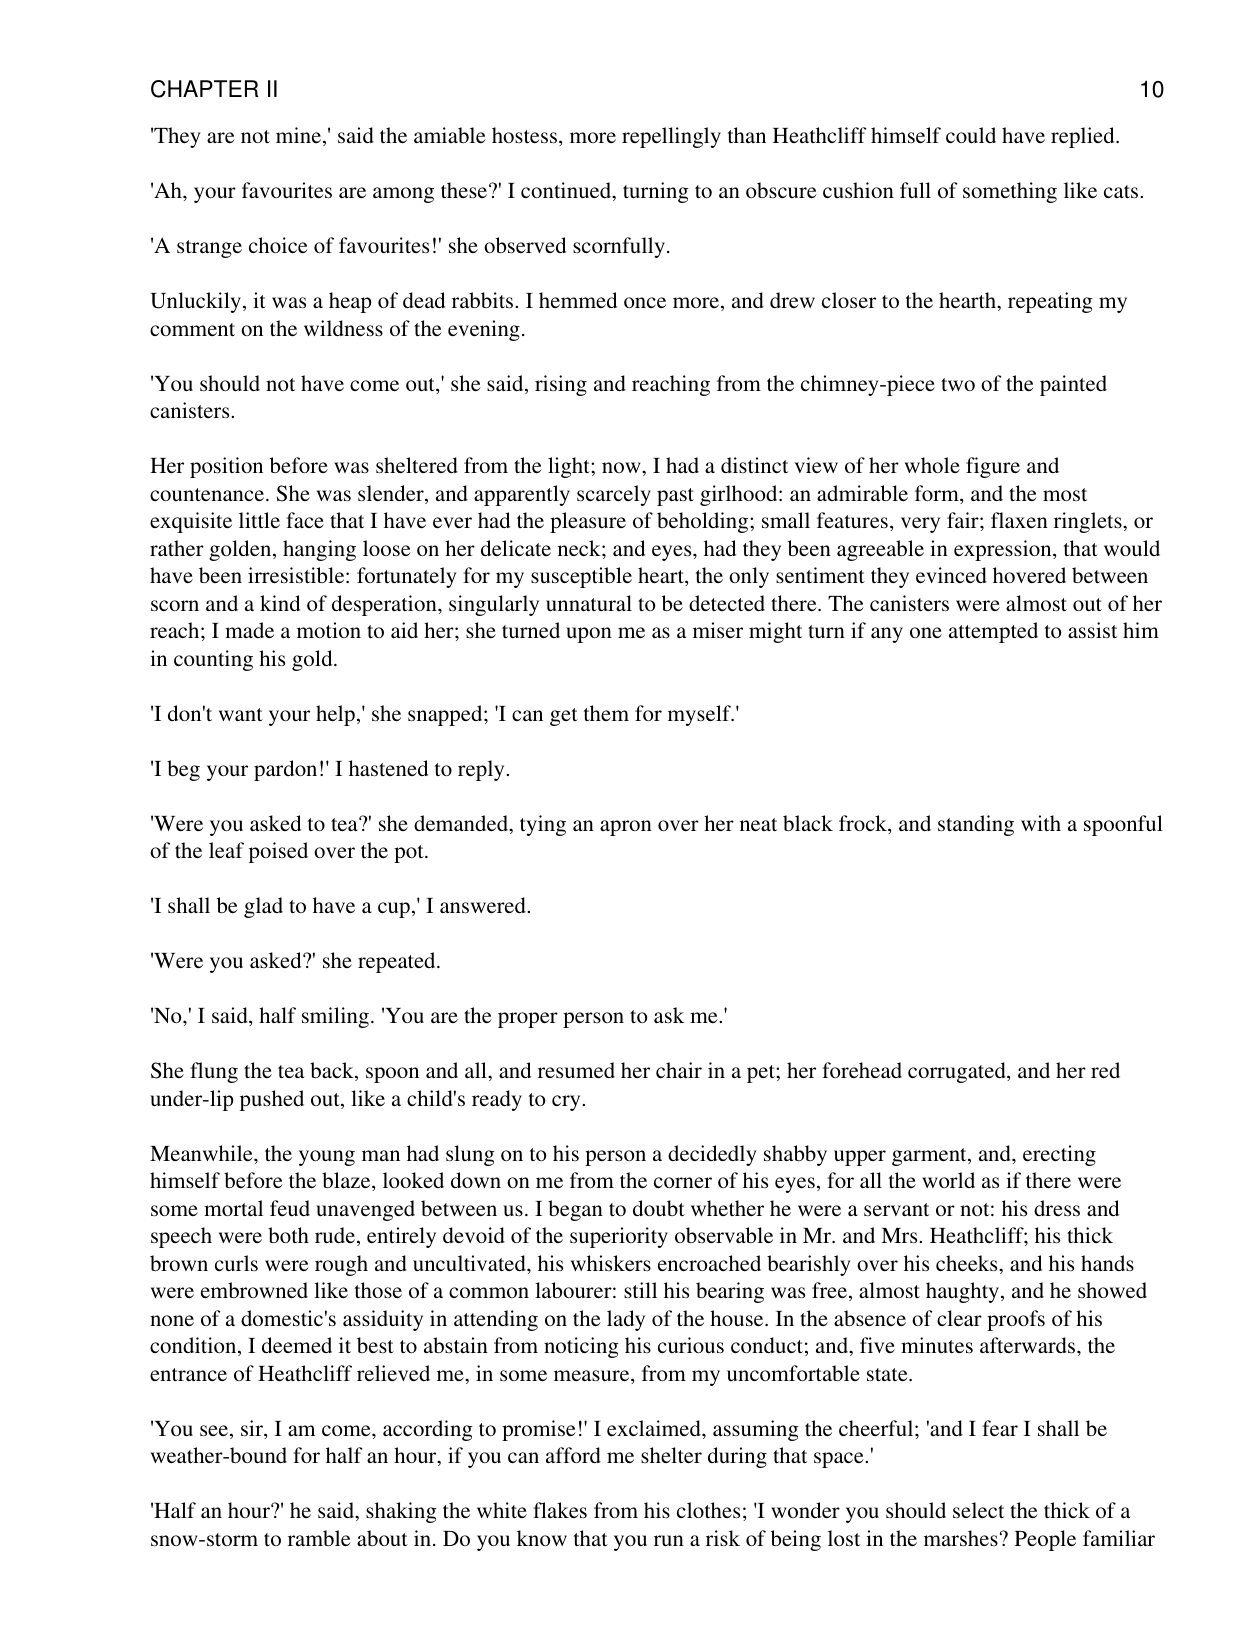 CHAPTER II 10
'They are not mine,' said the amiable hostess, more repellingly than Heathcliff himself could have replied.
'Ah, your favourites are among these?' I continued, turning to an obscure cushion full of something like cats.
'A strange choice of favourites!' she observed scornfully.
Unluckily, it was a heap of dead rabbits. I hemmed once more, and drew closer to the hearth, repeating my
comment on the wildness of the evening.
'You should not have come out,' she said, rising and reaching from the chimney-piece two of the painted
canisters.
Her position before was sheltered from the light; now, I had a distinct view of her whole figure and
countenance. She was slender, and apparently scarcely past girlhood: an admirable form, and the most
exquisite little face that I have ever had the pleasure of beholding; small features, very fair; flaxen ringlets, or
rather golden, hanging loose on her delicate neck; and eyes, had they been agreeable in expression, that would
have been irresistible: fortunately for my susceptible heart, the only sentiment they evinced hovered between
scorn and a kind of desperation, singularly unnatural to be detected there. The canisters were almost out of her
reach; I made a motion to aid her; she turned upon me as a miser might turn if any one attempted to assist him
in counting his gold.
'I don't want your help,' she snapped; 'I can get them for myself.'
'I beg your pardon!' I hastened to reply.
'Were you asked to tea?' she demanded, tying an apron over her neat black frock, and standing with a spoonful
of the leaf poised over the pot.
'I shall be glad to have a cup,' I answered.
'Were you asked?' she repeated.
'No,' I said, half smiling. 'You are the proper person to ask me.'
She flung the tea back, spoon and all, and resumed her chair in a pet; her forehead corrugated, and her red
under-lip pushed out, like a child's ready to cry.
Meanwhile, the young man had slung on to his person a decidedly shabby upper garment, and, erecting
himself before the blaze, looked down on me from the corner of his eyes, for all the world as if there were
some mortal feud unavenged between us. I began to doubt whether he were a servant or not: his dress and
speech were both rude, entirely devoid of the superiority observable in Mr. and Mrs. Heathcliff; his thick
brown curls were rough and uncultivated, his whiskers encroached bearishly over his cheeks, and his hands
were embrowned like those of a common labourer: still his bearing was free, almost haughty, and he showed
none of a domestic's assiduity in attending on the lady of the house. In the absence of clear proofs of his
condition, I deemed it best to abstain from noticing his curious conduct; and, five minutes afterwards, the
entrance of Heathcliff relieved me, in some measure, from my uncomfortable state.
'You see, sir, I am come, according to promise!' I exclaimed, assuming the cheerful; 'and I fear I shall be
weather-bound for half an hour, if you can afford me shelter during that space.'
'Half an hour?' he said, shaking the white flakes from his clothes; 'I wonder you should select the thick of a
snow-storm to ramble about in. Do you know that you run a risk of being lost in the marshes? People familiar